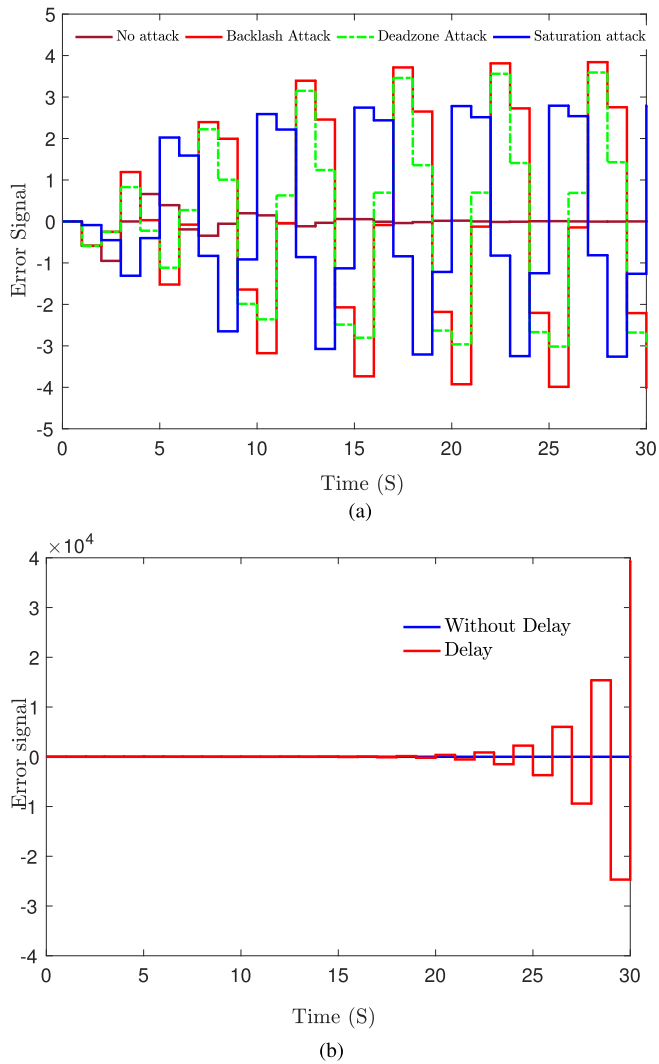 5
No attack Backlash Attack Deadzone Attack Saturation attack
4
3
2
1
0
-1
-2
-3
-4
-5
Error Signal
0 5 10 15 20 25 30
Time (S)
(a)
×10^4
4
3
2
1
0
-1
-2
-3
-4
Error signal
Without Delay
Delay
0 5 10 15 20 25 30
Time (S)
(b)